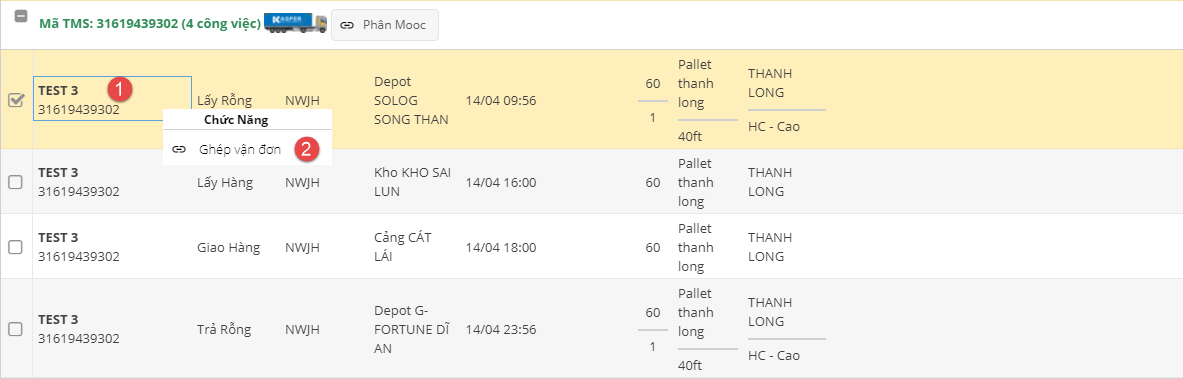 Mã TMS: 31619439302 (4 công việc) KASPER Phân Mooc
TEST 3
31619439302
1
Lấy Rỗng
NWJH
Depot
SOLOG
SONG THAN
14/04 09:56
60
1
Pallet
thanh
long
40ft
THANH
LONG
HC - Cao
Chức Năng
Ghép vận đơn
2
TEST 3
31619439302
Lấy Hàng
NWJH
Kho KHO SAI
LUN
14/04 16:00
60
Pallet
thanh
long
THANH
LONG
TEST 3
31619439302
Giao Hàng
NWJH
Cảng CÁT
LÁI
14/04 18:00
60
Pallet
thanh
long
THANH
LONG
TEST 3
31619439302
Trả Rỗng
NWJH
Depot G-
FORTUNE DĨ
AN
14/04 23:56
60
1
Pallet
thanh
long
40ft
THANH
LONG
HC - Cao